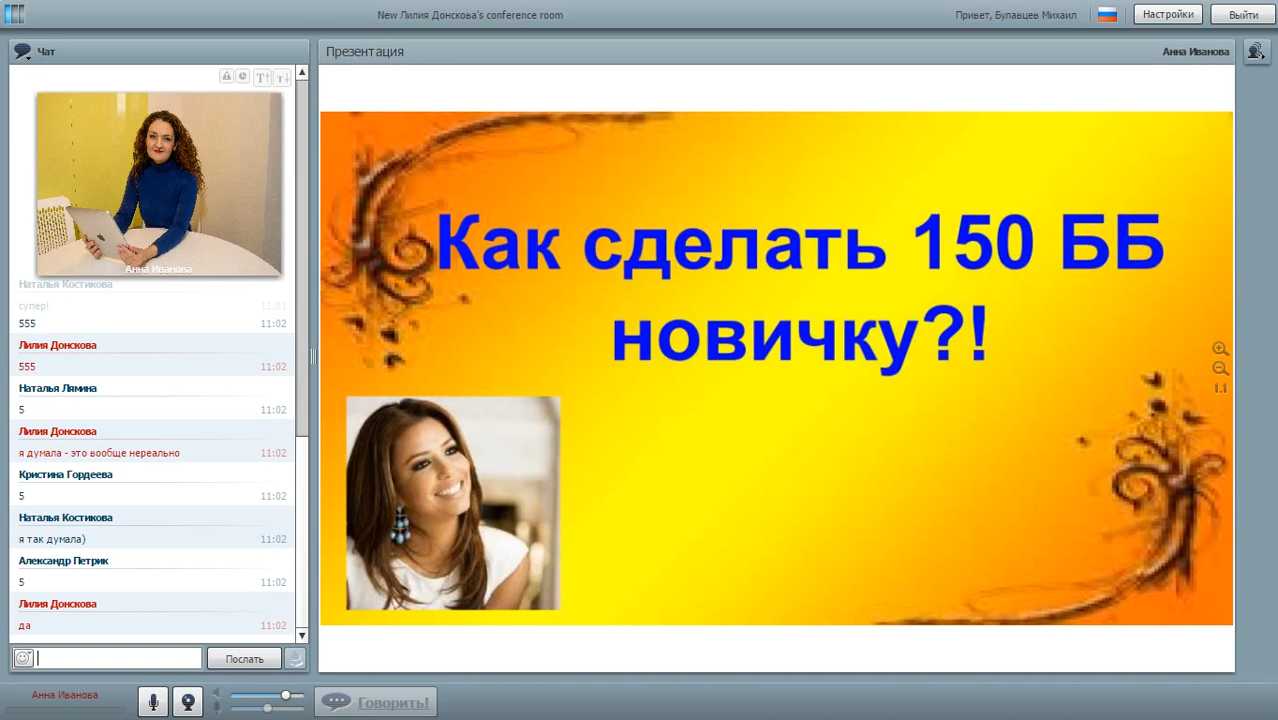 New Лилия Донскова's conference room
Привет, Булавцев Михаил
Настройки
Выйти
Чат
Презентация
Анна Иванова
Анна Иванова
Наталья Костикова
супер! 11:01
555 11:02
Лилия Донскова
555 11:02
Наталья Лямина
5 11:02
Лилия Донскова
я думала - это вообще нереально 11:02
Кристина Гордеева
5 11:02
Наталья Костикова
я так думала) 11:02
Александр Петрик
5 11:02
Лилия Донскова
да 11:02
Послать
Как сделать 150 ББ
новичку?!
1.1
Анна Иванова
Говорить!